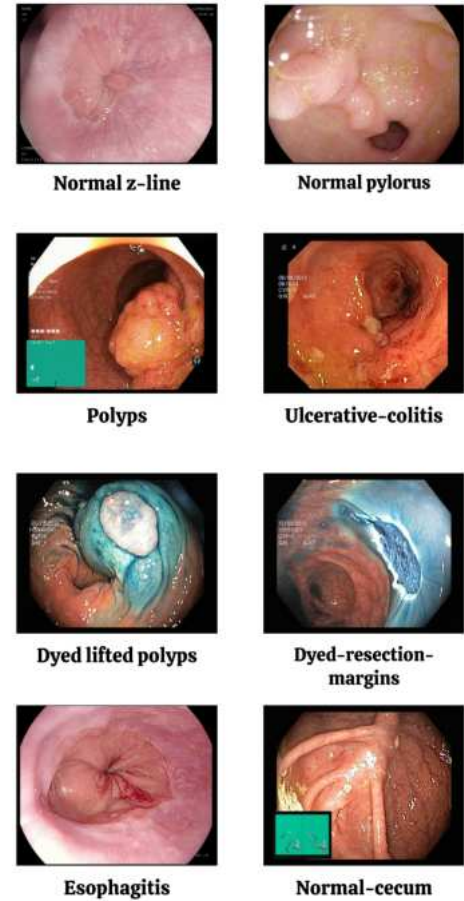 Normal z-line
Normal pylorus
Polyps
Ulcerative-colitis
Dyed lifted polyps
Dyed-resection-
margins
Esophagitis
Normal-cecum